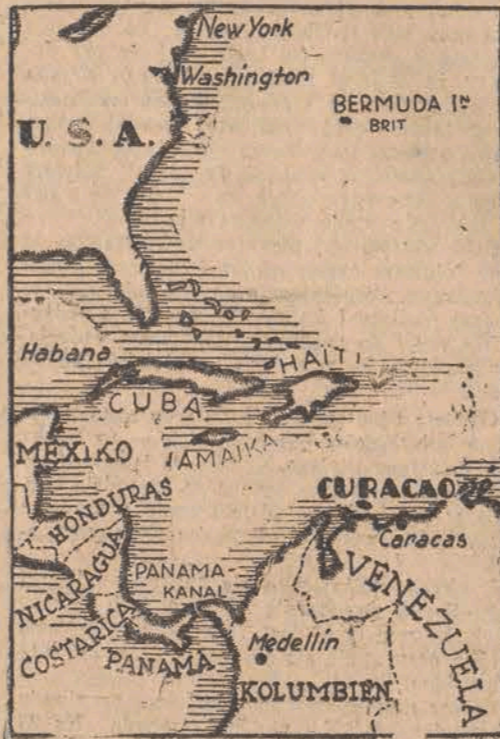 New York
Washington
BERMUDA IN
BRIT
U. S. A.
Habana
HAITI
CUBA
MEXIKO
JAMAIKA
HONDURAS
CURACAO
Caracas
NICARAGUA
PANAMA-
KANAL
VENEZUELA
COSTARICA
PANAMA
Medellín
KOLUMBIEN